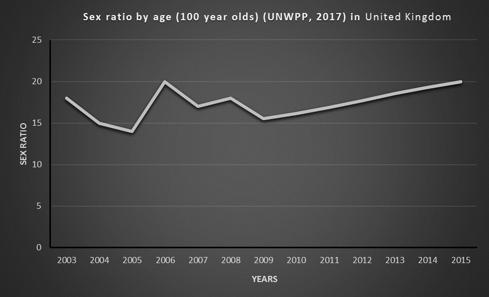 Sex ratio by age (100 year olds) (UNWPP, 2017) in United Kingdom
25
20
15
10
5
0
SEX RATIO
2003 2004 2005 2006 2007 2008 2009 2010 2011 2012 2013 2014 2015
YEARS